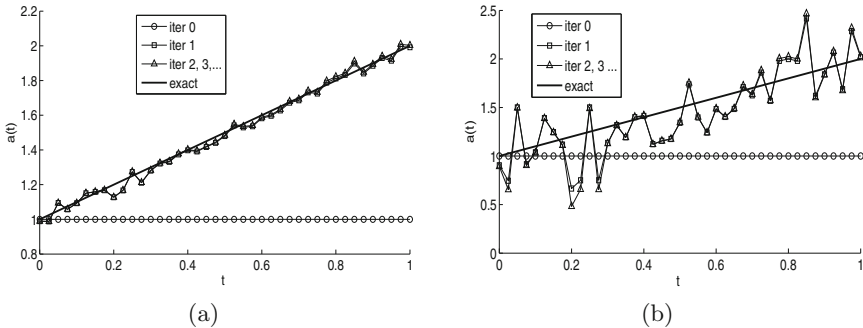 2.2
2
1.8
1.6
1.4
1.2
1
0.8
a(t)
iter 0
iter 1
iter 2, 3,...
exact
0
0.2
0.4
0.6
0.8
1
t
(a)
2.5
2
1.5
1
0.5
0
a(t)
iter 0
iter 1
iter 2, 3 ...
exact
0
0.2
0.4
0.6
0.8
1
t
(b)